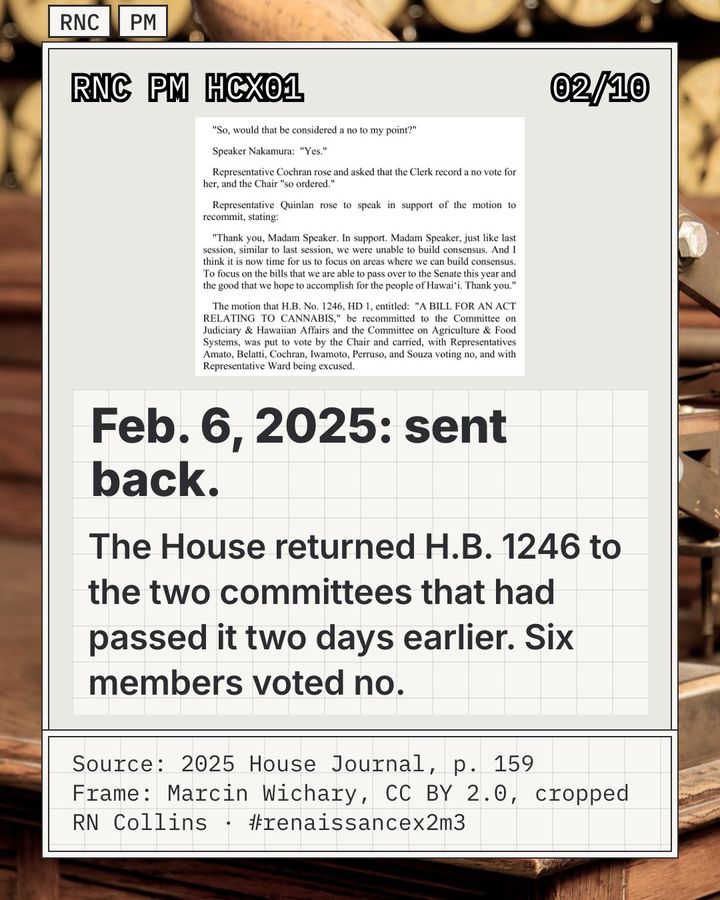 RNC PM
RNC PM HCX01 02/10
"So, would that be considered a no to my point?"
Speaker Nakamura: "Yes."
Representative Cochran rose and asked that the Clerk record a no vote for
her, and the Chair "so ordered."
Representative Quinlan rose to speak in support of the motion to
recommit, stating:
"Thank you, Madam Speaker. In support. Madam Speaker, just like last
session, similar to last session, we were unable to build consensus. And I
think it is now time for us to focus on areas where we can build consensus.
To focus on the bills that we are able to pass over to the Senate this year and
the good that we hope to accomplish for the people of Hawaiʻi. Thank you."
The motion that H.B. No. 1246, HD 1, entitled: "A BILL FOR AN ACT
RELATING TO CANNABIS," be recommitted to the Committee on
Judiciary & Hawaiian Affairs and the Committee on Agriculture & Food
Systems, was put to vote by the Chair and carried, with Representatives
Amato, Belatti, Cochran, Iwamoto, Perruso, and Souza voting no, and with
Representative Ward being excused.
Feb. 6, 2025: sent
back.
The House returned H.B. 1246 to
the two committees that had
passed it two days earlier. Six
members voted no.
Source: 2025 House Journal, p. 159
Frame: Marcin Wichary, CC BY 2.0, cropped
RN Collins · #renaissancex2m3